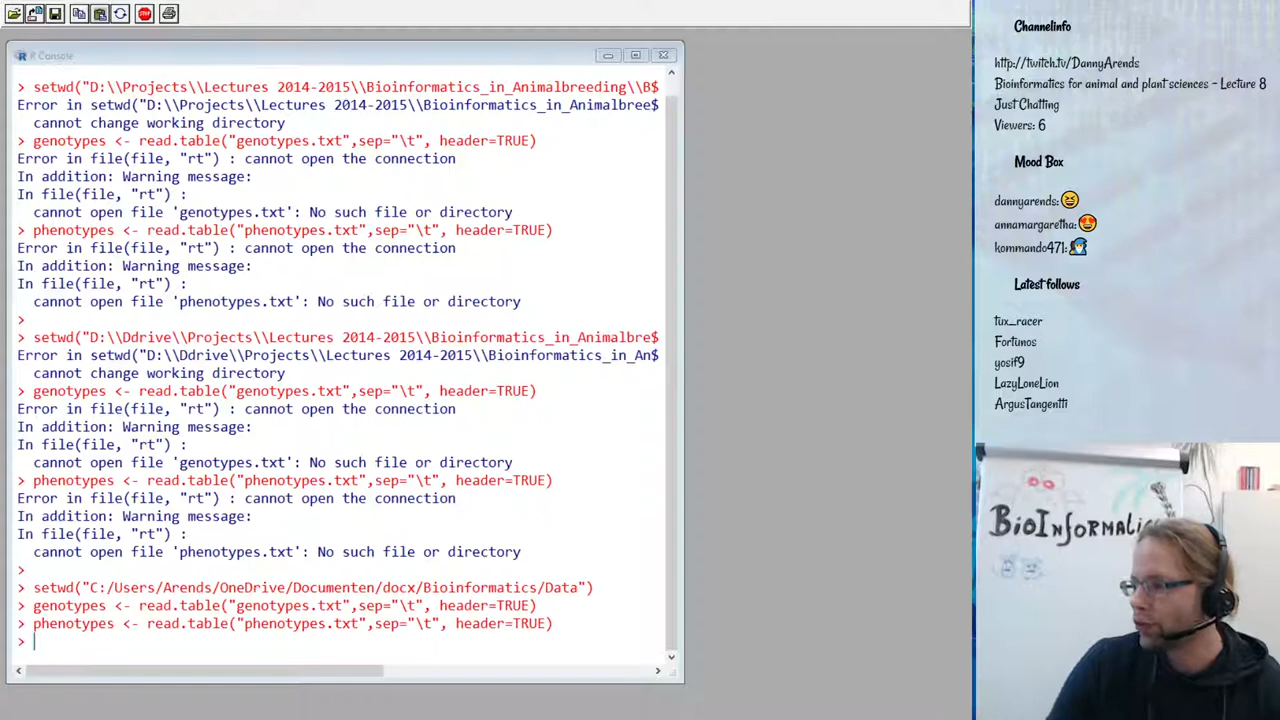 R Console
> setwd("D:\\Projects\\Lectures 2014-2015\\Bioinformatics_in_Animalbreeding\\B$
Error in setwd("D:\\Projects\\Lectures 2014-2015\\Bioinformatics_in_Animalbree$
  cannot change working directory
> genotypes <- read.table("genotypes.txt",sep="\t", header=TRUE)
Error in file(file, "rt") : cannot open the connection
In addition: Warning message:
In file(file, "rt") :
  cannot open file 'genotypes.txt': No such file or directory
> phenotypes <- read.table("phenotypes.txt",sep="\t", header=TRUE)
Error in file(file, "rt") : cannot open the connection
In addition: Warning message:
In file(file, "rt") :
  cannot open file 'phenotypes.txt': No such file or directory
>
> setwd("D:\\Ddrive\\Projects\\Lectures 2014-2015\\Bioinformatics_in_Animalbre$
Error in setwd("D:\\Ddrive\\Projects\\Lectures 2014-2015\\Bioinformatics_in_An$
  cannot change working directory
> genotypes <- read.table("genotypes.txt",sep="\t", header=TRUE)
Error in file(file, "rt") : cannot open the connection
In addition: Warning message:
In file(file, "rt") :
  cannot open file 'genotypes.txt': No such file or directory
> phenotypes <- read.table("phenotypes.txt",sep="\t", header=TRUE)
Error in file(file, "rt") : cannot open the connection
In addition: Warning message:
In file(file, "rt") :
  cannot open file 'phenotypes.txt': No such file or directory
>
> setwd("C:/Users/Arends/OneDrive/Documenten/docx/Bioinformatics/Data")
> genotypes <- read.table("genotypes.txt",sep="\t", header=TRUE)
> phenotypes <- read.table("phenotypes.txt",sep="\t", header=TRUE)
>
STOP
Channelinfo
http://twitch.tv/DannyArends
Bioinformatics for animal and plant sciences - Lecture 8
Just Chatting
Viewers: 6
Mood Box
dannyarends:
annamargaretha:
kommando471:
Latest follows
tux_racer
Fortunos
yosif9
LazyLoneLion
ArgusTangentti
BioInformatic